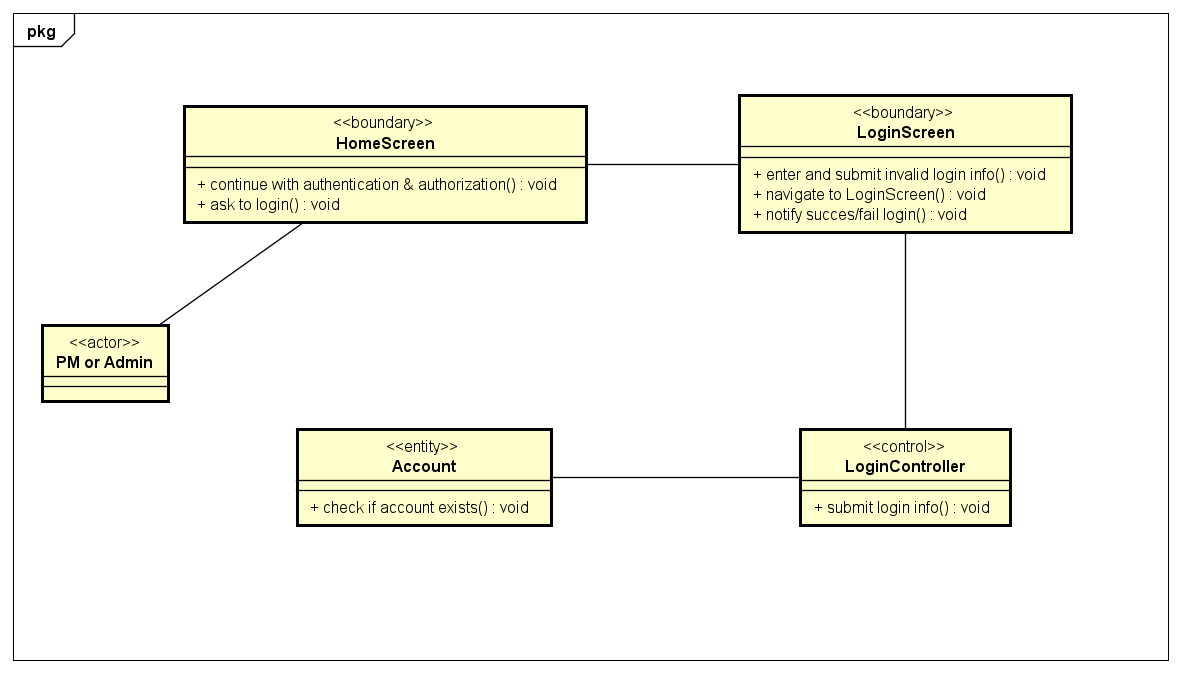 pkg
<<boundary>>
HomeScreen
+ continue with authentication & authorization() : void
+ ask to login() : void
<<boundary>>
LoginScreen
+ enter and submit invalid login info() : void
+ navigate to LoginScreen() : void
+ notify succes/fail login() : void
<<actor>>
PM or Admin
<<entity>>
Account
+ check if account exists() : void
<<control>>
LoginController
+ submit login info() : void